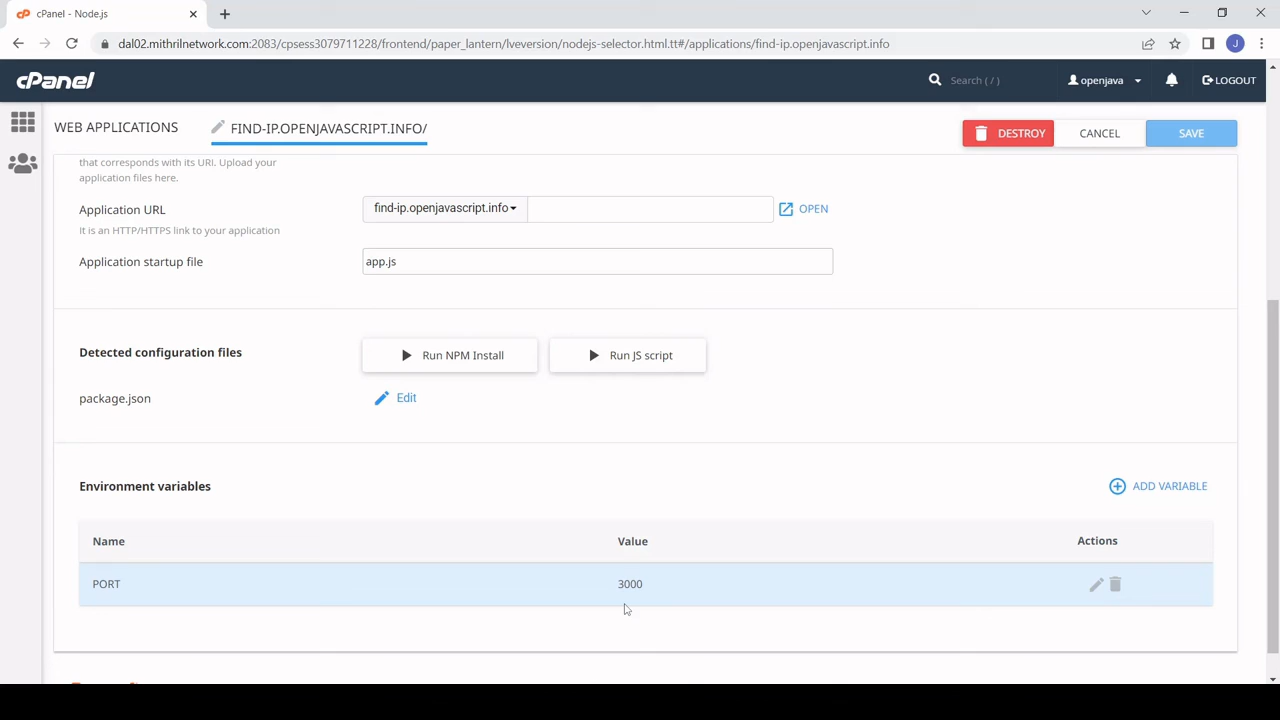 cPanel - Node.js
dal02.mithrilnetwork.com:2083/cpsess3079711228/frontend/paper_lantern/lveversion/nodejs-selector.html.tt#/applications/find-ip.openjavascript.info
J
cPanel
Search ( / )
openjava
LOGOUT
WEB APPLICATIONS
FIND-IP.OPENJAVASCRIPT.INFO/
DESTROY
CANCEL
SAVE
that corresponds with its URI. Upload your
application files here.
Application URL
find-ip.openjavascript.info
OPEN
It is an HTTP/HTTPS link to your application
Application startup file
app.js
Detected configuration files
Run NPM Install
Run JS script
package.json
Edit
Environment variables
ADD VARIABLE
Name
Value
Actions
PORT
3000